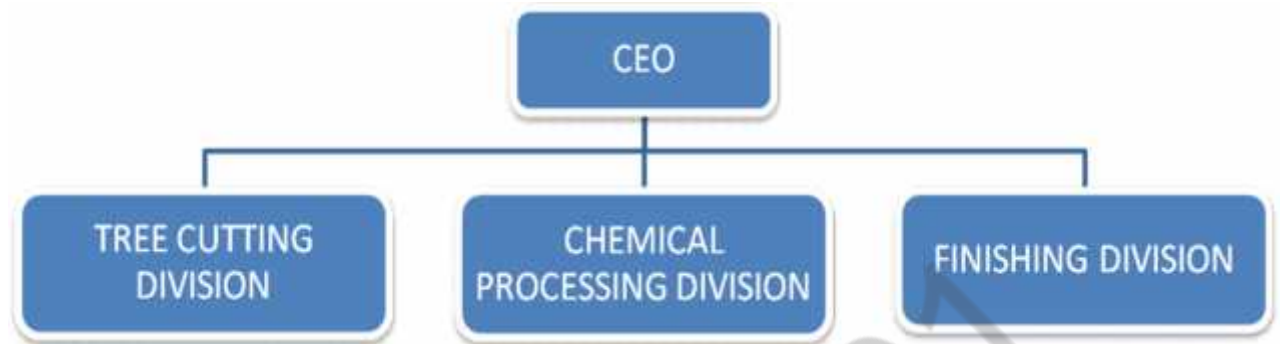 CEO
TREE CUTTING
DIVISION
CHEMICAL
PROCESSING DIVISION
FINISHING DIVISION